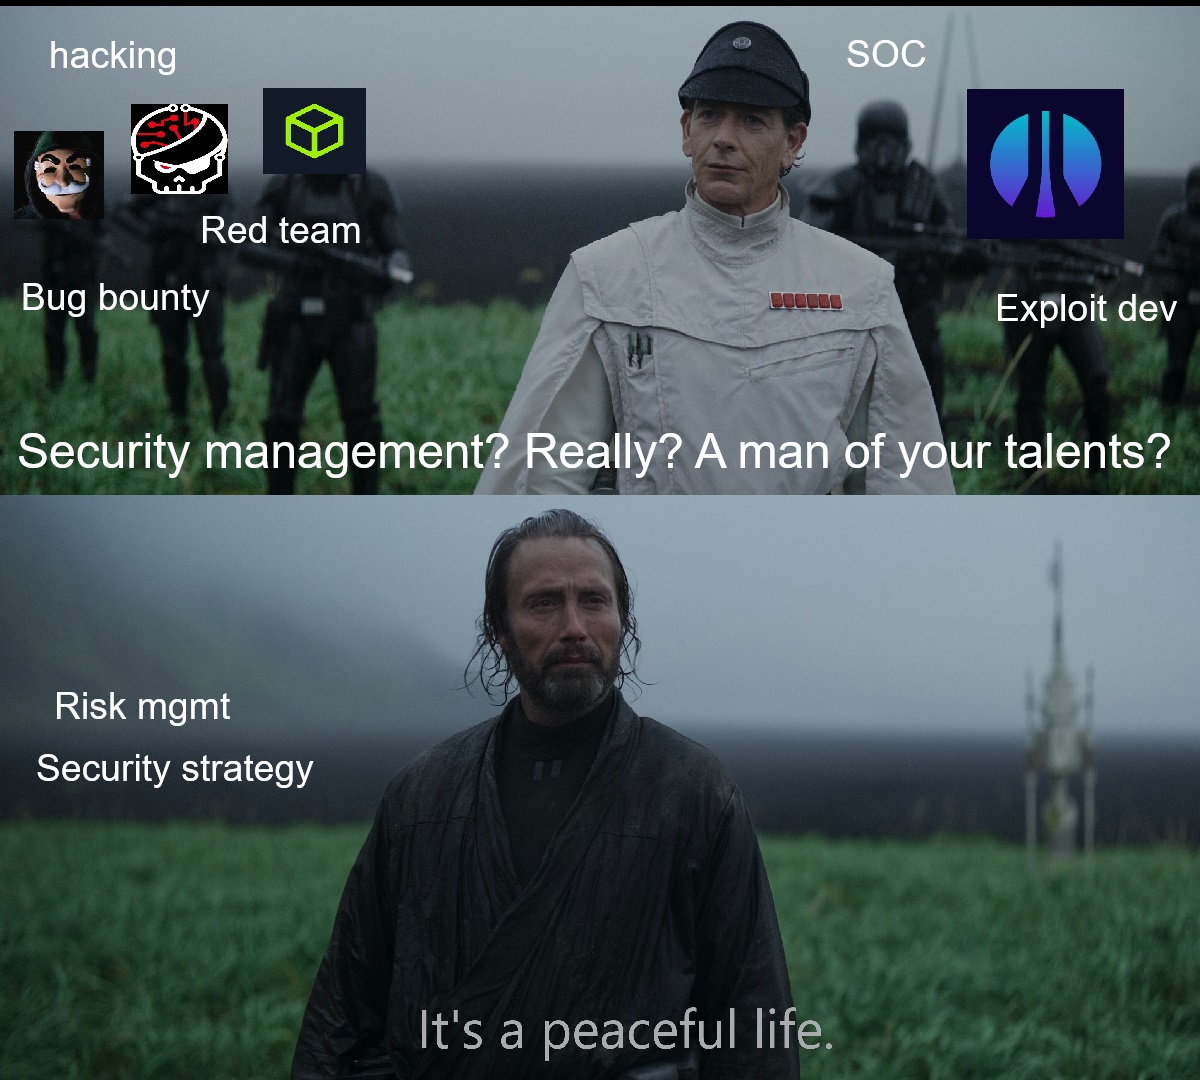 hacking
SOC
Red team
Bug bounty
Exploit dev
Security management? Really? A man of your talents?
Risk mgmt
Security strategy
It's a peaceful life.